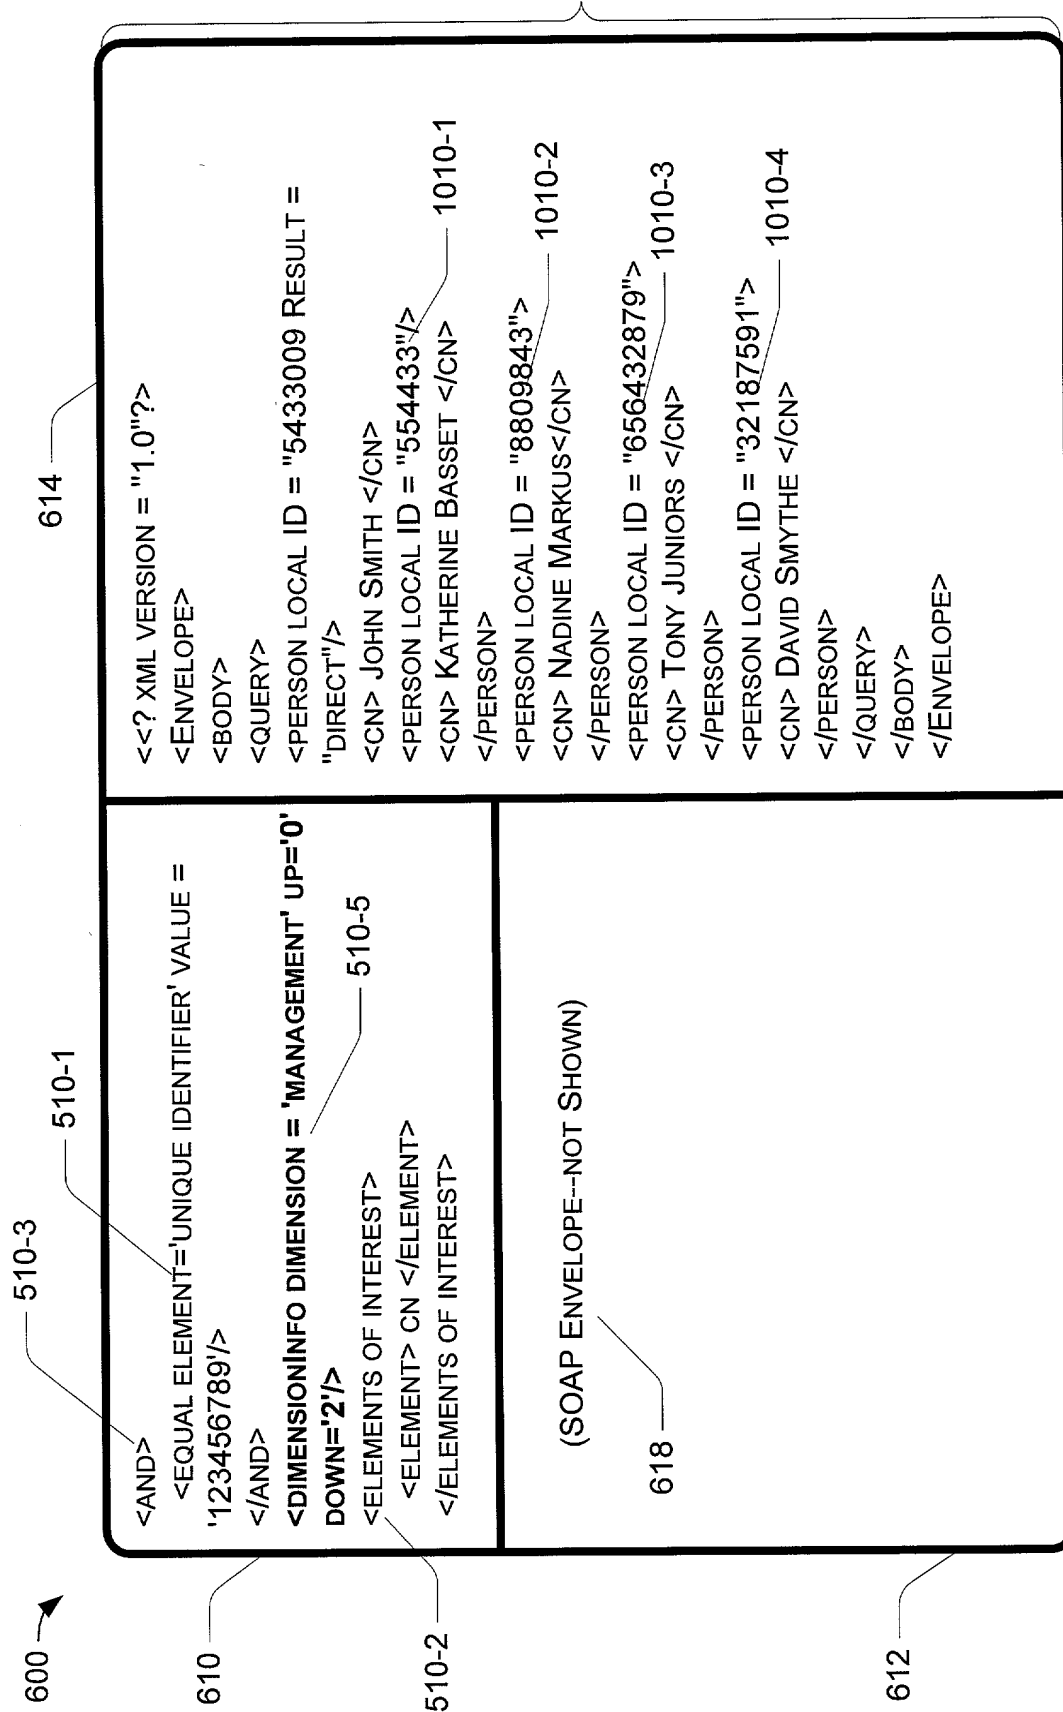 600
610
510-3
510-1
<AND>
<EQUAL ELEMENT='UNIQUE IDENTIFIER' VALUE =
'123456789'/>
</AND>
<DIMENSIONINFO DIMENSION = 'MANAGEMENT' UP='0'
DOWN='2'/>
<ELEMENTS OF INTEREST>
<ELEMENT> CN </ELEMENT>
</ELEMENTS OF INTEREST>
510-5
510-2
612
(SOAP ENVELOPE---NOT SHOWN)
618
614
<<? XML VERSION = "1.0"?>
<ENVELOPE>
<BODY>
<QUERY>
<PERSON LOCAL ID = "5433009 RESULT =
"DIRECT"/>
<CN> JOHN SMITH </CN>
<PERSON LOCAL ID = "554433"/>
<CN> KATHERINE BASSET </CN>
</PERSON>
<PERSON LOCAL ID = "8809843">
<CN> NADINE MARKUS</CN>
</PERSON>
<PERSON LOCAL ID = "656432879">
<CN> TONY JUNIORS </CN>
</PERSON>
<PERSON LOCAL ID = "32187591">
<CN> DAVID SMYTHE </CN>
</PERSON>
</QUERY>
</BODY>
</ENVELOPE>
1010-1
1010-2
1010-3
1010-4